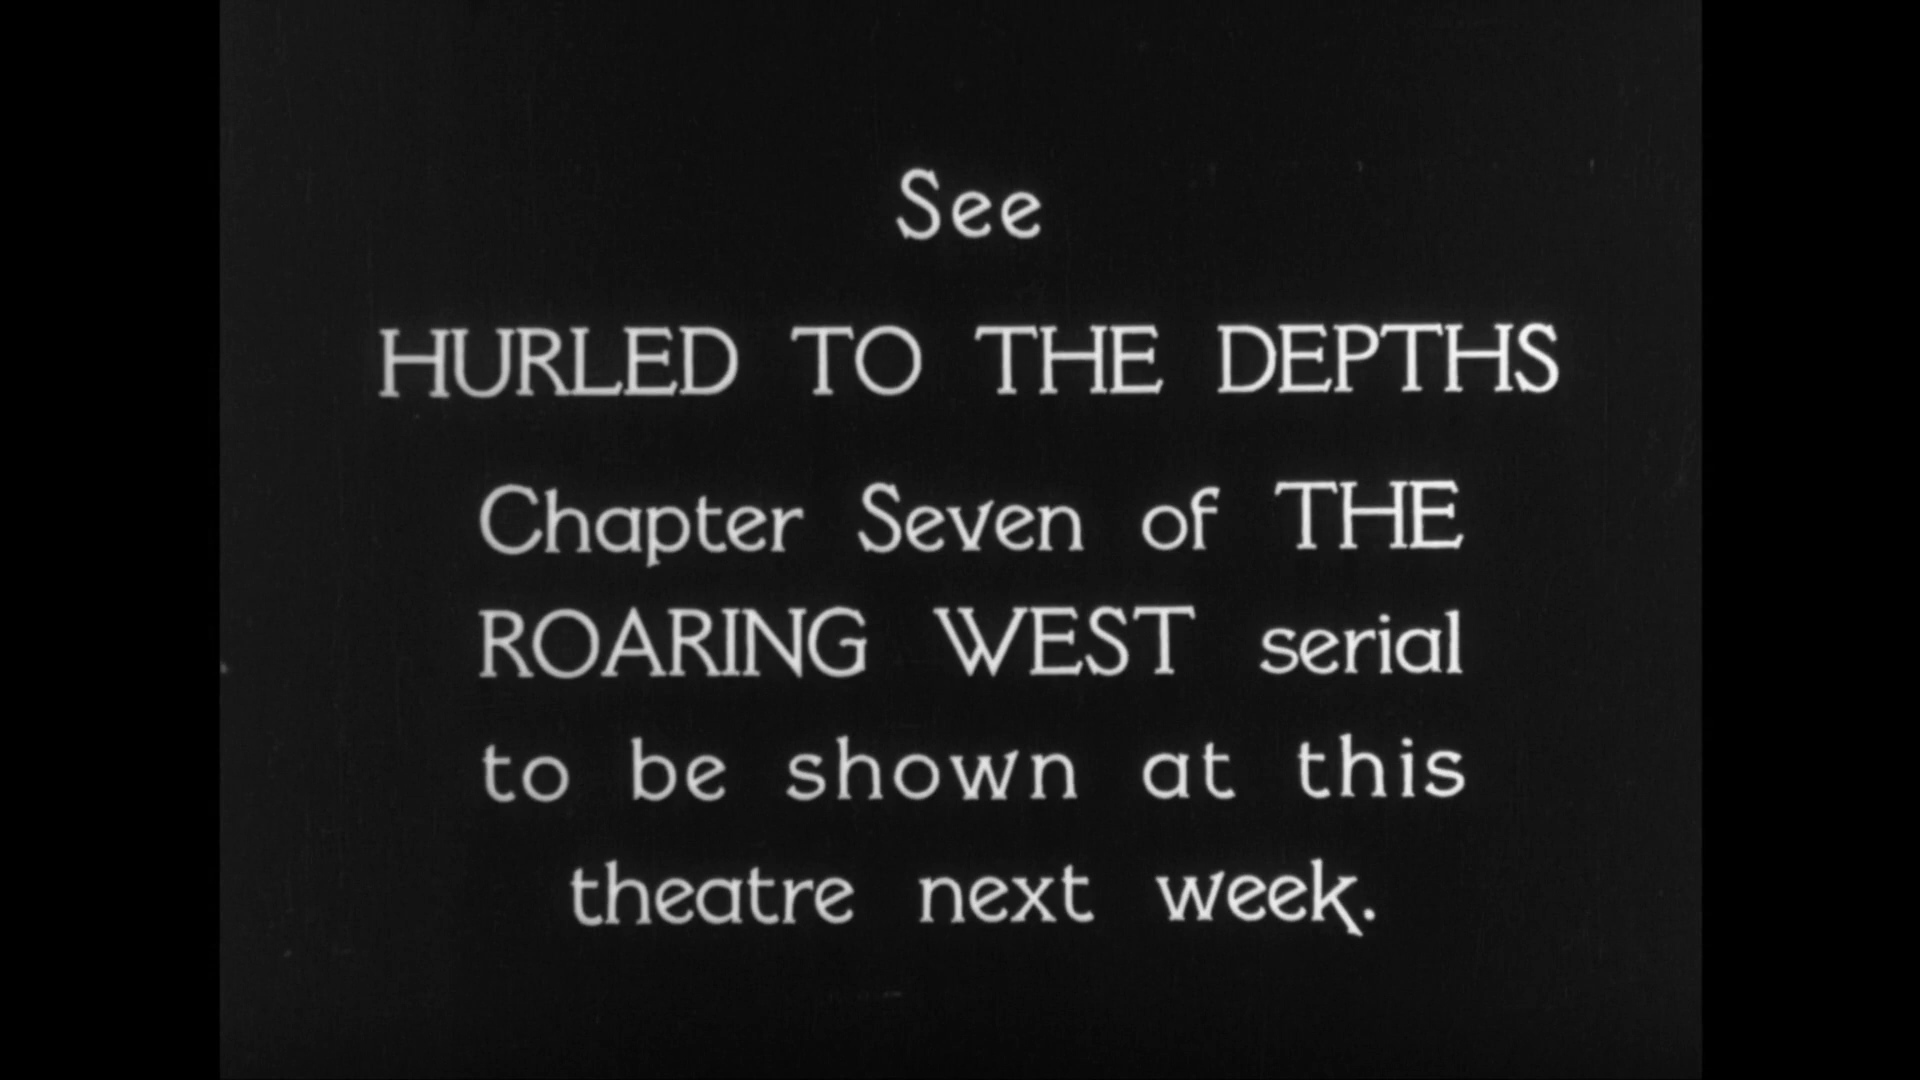 See
HURLED TO THE DEPTHS
Chapter Seven of THE
ROARING WEST serial
to be shown at this
theatre next week.